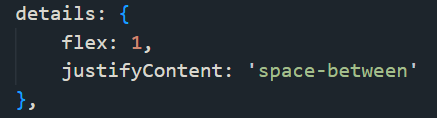 details: {
    flex: 1,
    justifyContent: 'space-between'
},